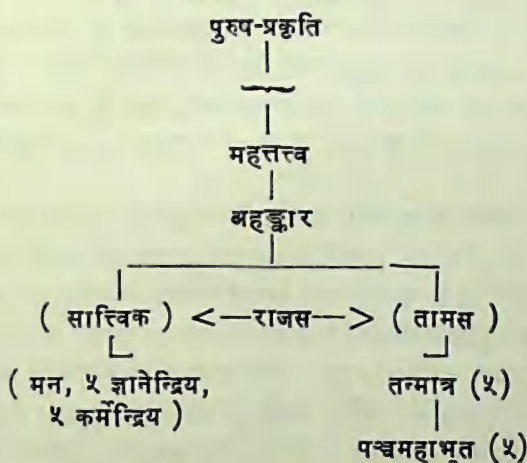 पुरुष-प्रकृति
महत्तत्त्व
अहङ्कार
( सात्त्विक ) <—राजस—> ( तामस )
( मन, ५ ज्ञानेन्द्रिय, तन्मात्र (५)
५ कर्मेन्द्रिय )
पञ्चमहाभूत (५)